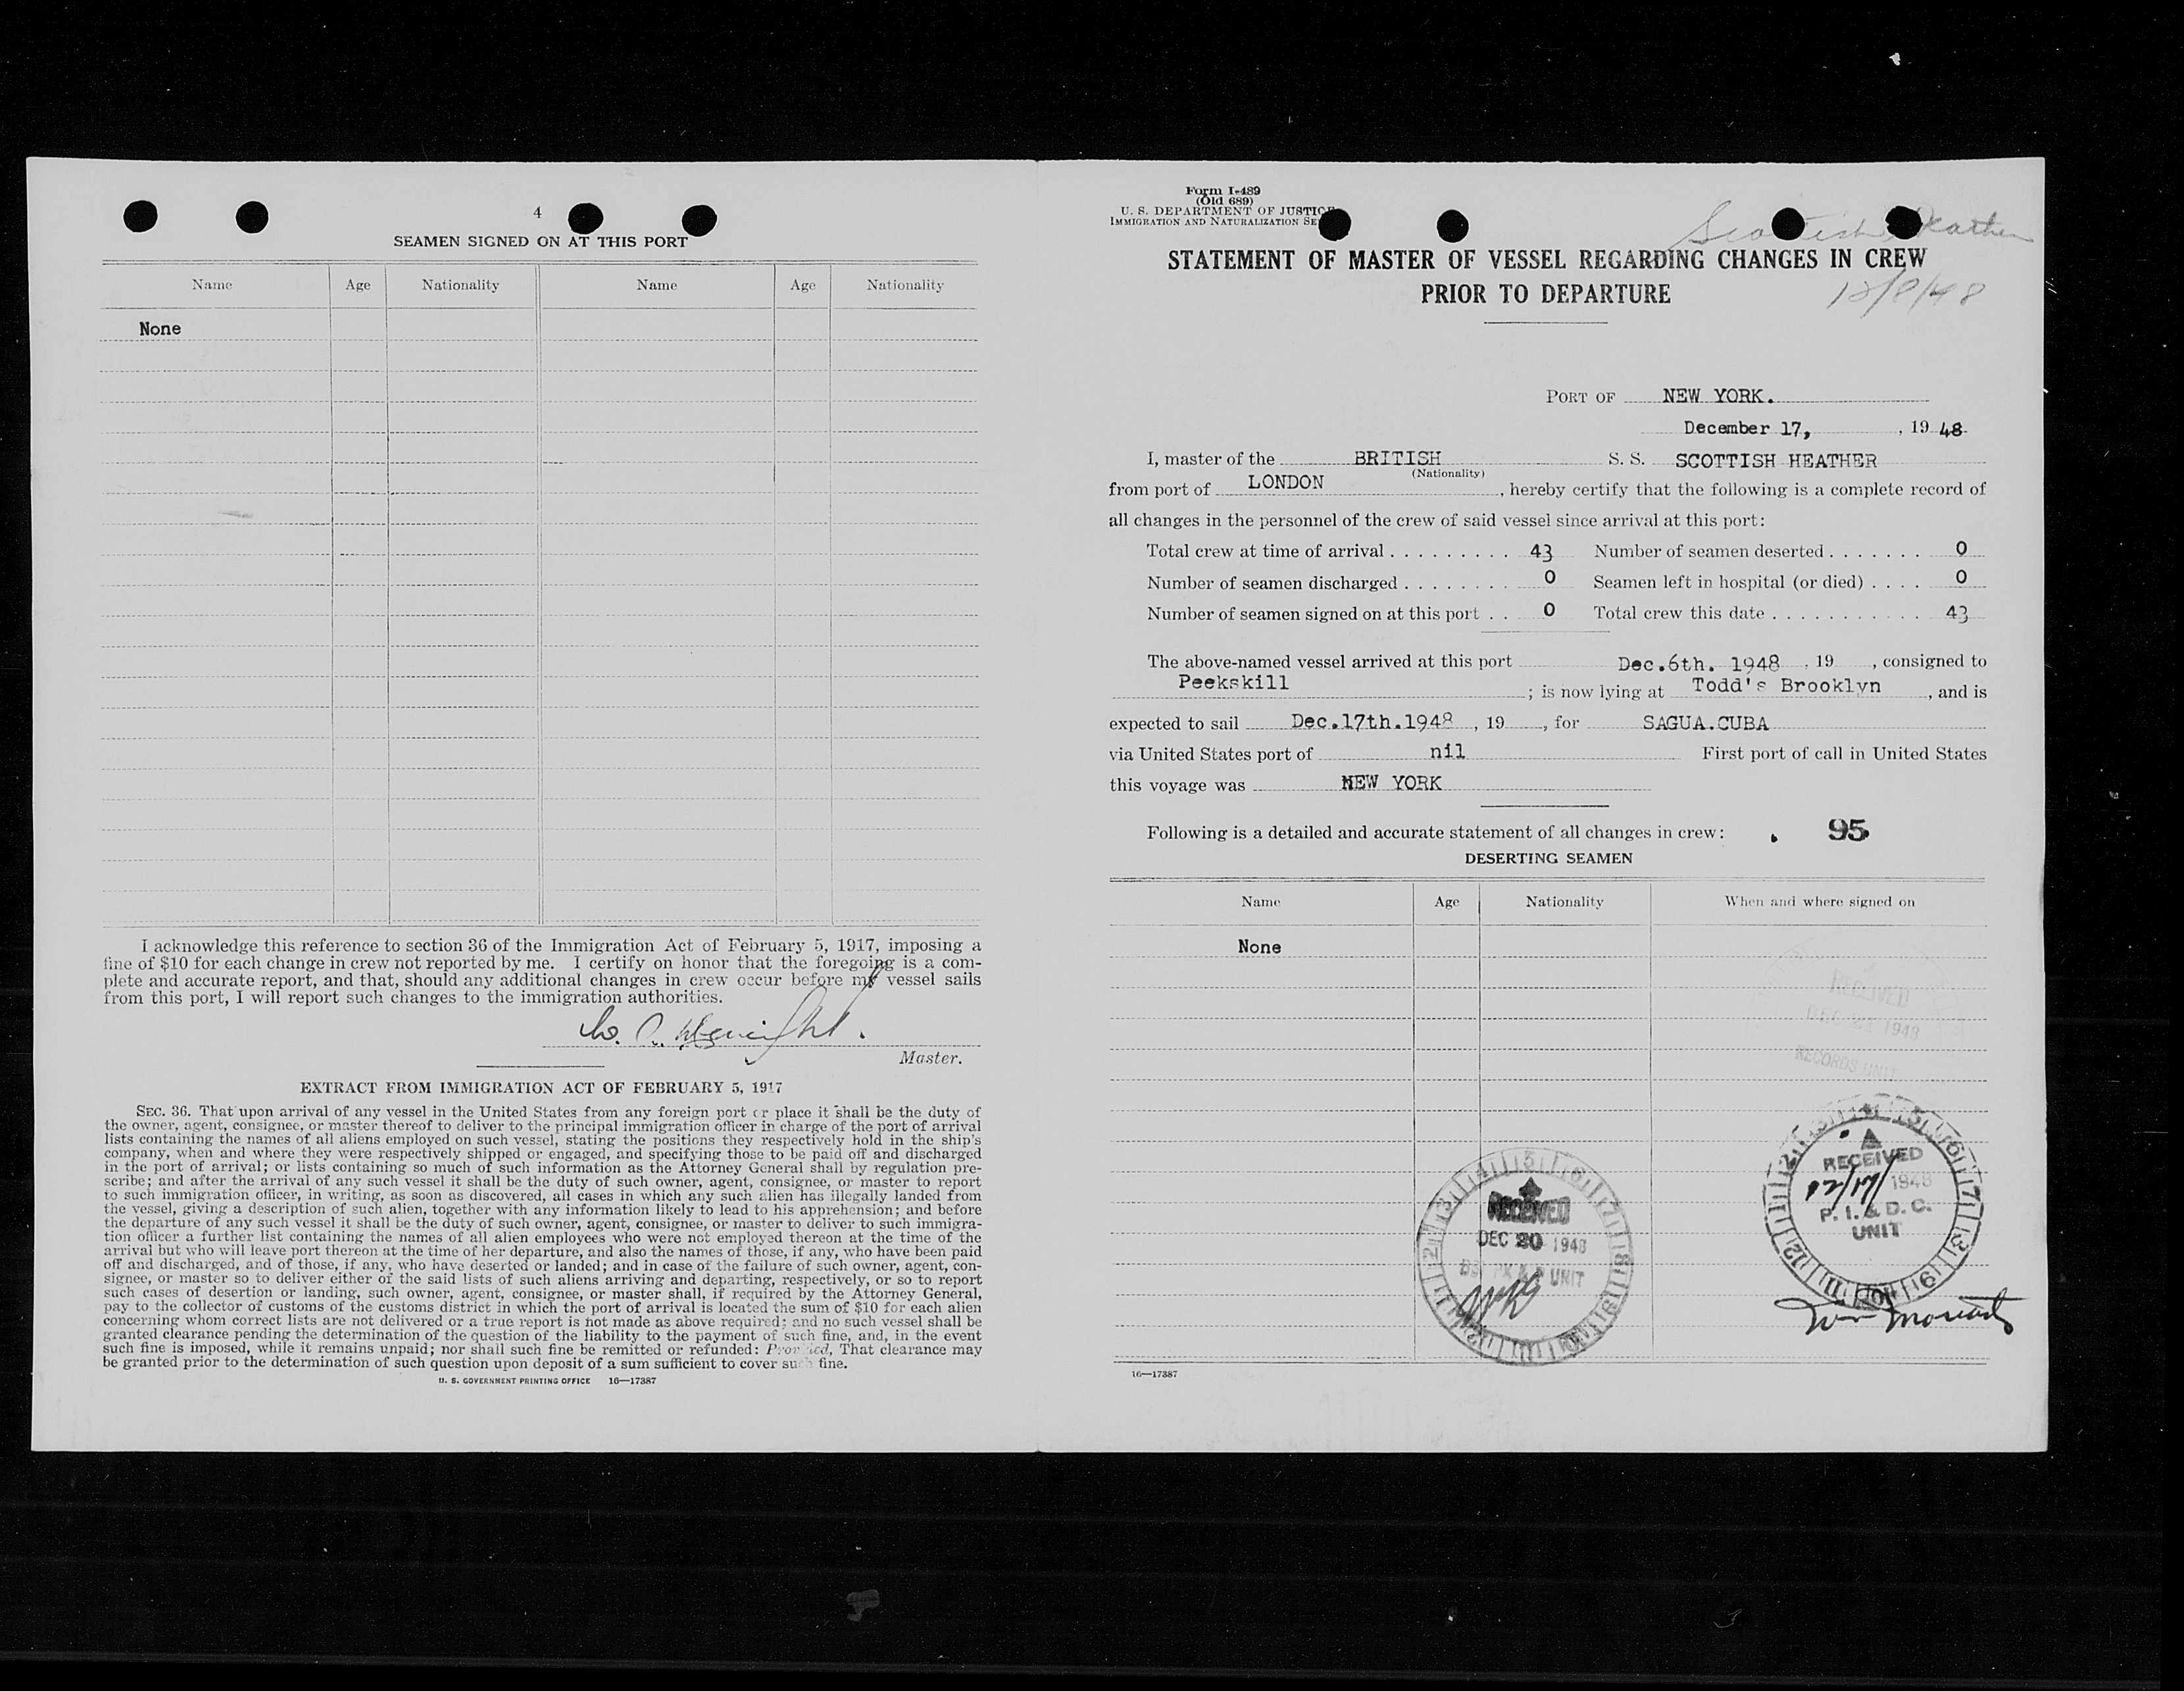 4
SEAMEN SIGNED ON AT THIS PORT
Name Age Nationality Name Age Nationality
None
I acknowledge this reference to section 36 of the Immigration Act of February 5, 1917, imposing a
fine of $10 for each change in crew not reported by me. I certify on honor that the foregoing is a com-
plete and accurate report, and that, should any additional changes in crew occur before my vessel sails
from this port, I will report such changes to the immigration authorities.
Master.
EXTRACT FROM IMMIGRATION ACT OF FEBRUARY 5, 1917
SEC. 36. That upon arrival of any vessel in the United States from any foreign port or place it shall be the duty of
the owner, agent, consignee, or master thereof to deliver to the principal immigration officer in charge of the port of arrival
lists containing the names of all aliens employed on such vessel, stating the positions they respectively hold in the ship's
company, when and where they were respectively shipped or engaged, and specifying those to be paid off and discharged
in the port of arrival; or lists containing so much of such information as the Attorney General shall by regulation pre-
scribe; and after the arrival of any such vessel it shall be the duty of such owner, agent, consignee, or master to report
to such immigration officer, in writing, as soon as discovered, all cases in which any such alien has illegally landed from
the vessel, giving a description of such alien, together with any information likely to lead to his apprehension; and before
the departure of any such vessel it shall be the duty of such owner, agent, consignee, or master to deliver to such immigra-
tion officer a further list containing the names of all alien employees who were not employed thereon at the time of the
arrival but who will leave port thereon at the time of her departure, and also the names of those, if any, who have been paid
off and discharged, and of those, if any, who have deserted or landed; and in case of the failure of such owner, agent, con-
signee, or master so to deliver either of the said lists of such aliens arriving and departing, respectively, or so to report
such cases of desertion or landing, such owner, agent, consignee, or master shall, if required by the Attorney General,
pay to the collector of customs of the customs district in which the port of arrival is located the sum of $10 for each alien
concerning whom correct lists are not delivered or a true report is not made as above required; and no such vessel shall be
granted clearance pending the determination of the question of the liability to the payment of such fine, and, in the event
such fine is imposed, while it remains unpaid; nor shall such fine be remitted or refunded: Provided, That clearance may
be granted prior to the determination of such question upon deposit of a sum sufficient to cover such fine.
U. S. GOVERNMENT PRINTING OFFICE 16—17387
Form I-489
(Old 689)
U. S. DEPARTMENT OF JUSTICE
IMMIGRATION AND NATURALIZATION SE
Scottish Heather
STATEMENT OF MASTER OF VESSEL REGARDING CHANGES IN CREW
PRIOR TO DEPARTURE
12/8/48
PORT OF NEW YORK.
December 17, , 19 48
I, master of the BRITISH S. S. SCOTTISH HEATHER
(Nationality)
from port of LONDON , hereby certify that the following is a complete record of
all changes in the personnel of the crew of said vessel since arrival at this port:
Total crew at time of arrival . . . . . . . . . 43 Number of seamen deserted . . . . . . . 0
Number of seamen discharged . . . . . . . . 0 Seamen left in hospital (or died) . . . . 0
Number of seamen signed on at this port . . 0 Total crew this date . . . . . . . . . . . 43
The above-named vessel arrived at this port Dec.6th. 1948 , 19 , consigned to
Peekskill ; is now lying at Todd's Brooklyn , and is
expected to sail Dec.17th.1948 , 19 , for SAGUA.CUBA
via United States port of nil First port of call in United States
this voyage was NEW YORK
Following is a detailed and accurate statement of all changes in crew: . 95
DESERTING SEAMEN
Name Age Nationality When and where signed on
None
RECEIVED
DEC 21 1948
RECORDS UNIT
RECEIVED
1948
P. I. & D. C.
UNIT
RECEIVED
DEC 20 1948
UNIT
16—17387